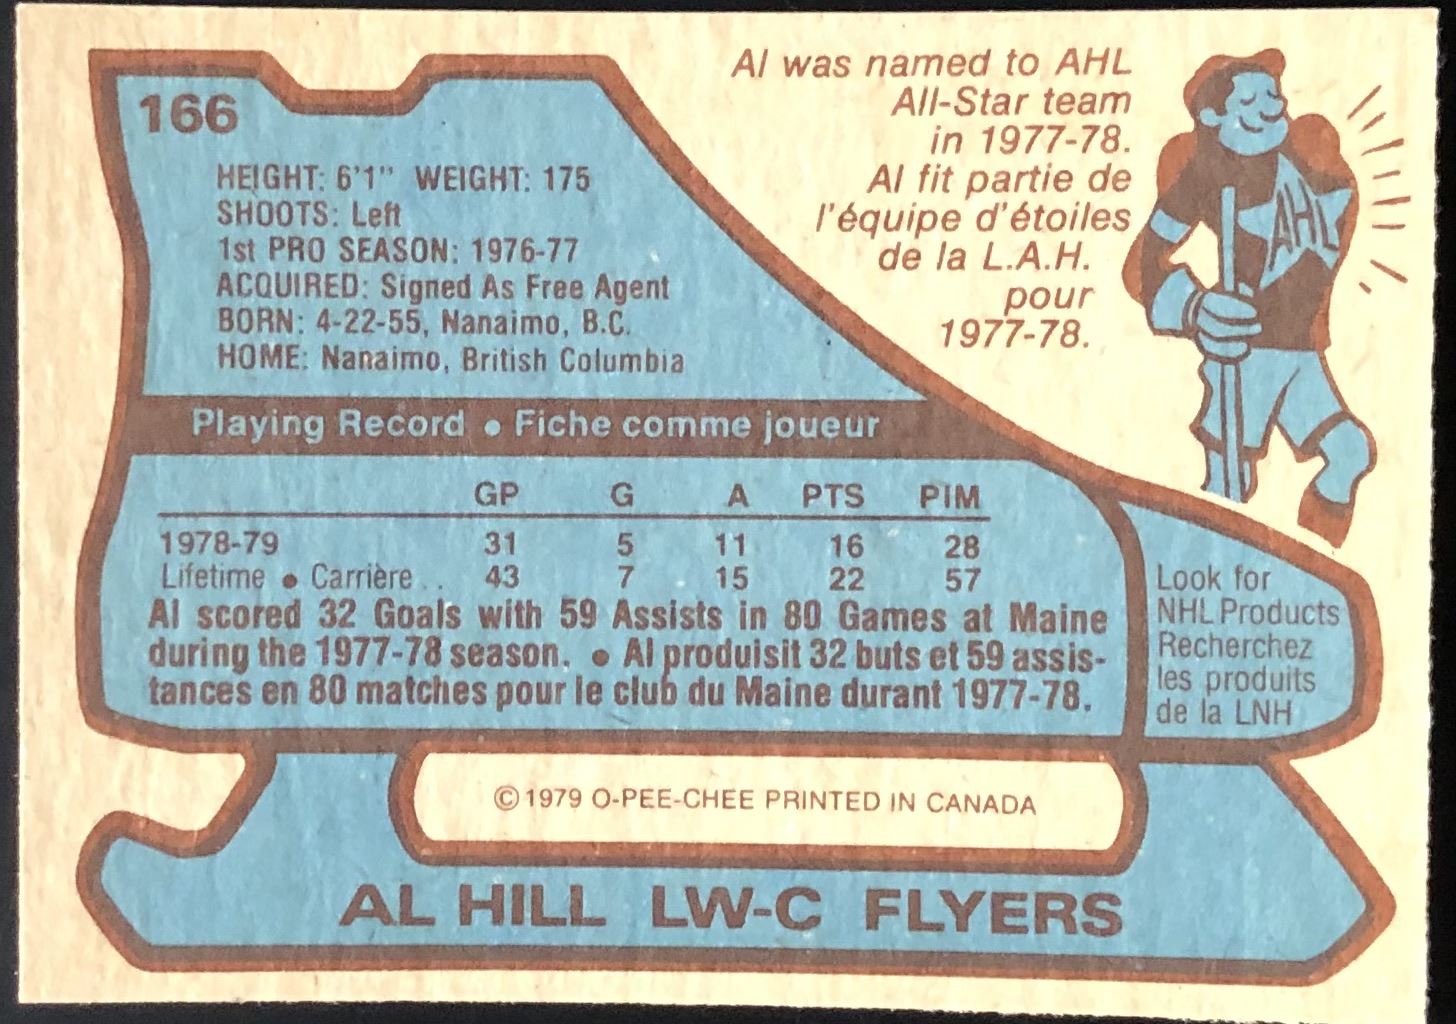 166
HEIGHT: 6'1" WEIGHT: 175
SHOOTS: Left
1st PRO SEASON: 1976-77
ACQUIRED: Signed As Free Agent
BORN: 4-22-55, Nanaimo, B.C.
HOME: Nanaimo, British Columbia
Al was named to AHL
All-Star team
in 1977-78.
Al fit partie de
l'équipe d'étoiles
de la L.A.H.
pour
1977-78.
AHL
Playing Record • Fiche comme joueur
GP G A PTS PIM
1978-79 31 5 11 16 28
Lifetime • Carrière .. 43 7 15 22 57
Al scored 32 Goals with 59 Assists in 80 Games at Maine
during the 1977-78 season. • Al produisit 32 buts et 59 assis-
tances en 80 matches pour le club du Maine durant 1977-78.
Look for
NHL Products
Recherchez
les produits
de la LNH
© 1979 O-PEE-CHEE PRINTED IN CANADA
AL HILL LW-C FLYERS